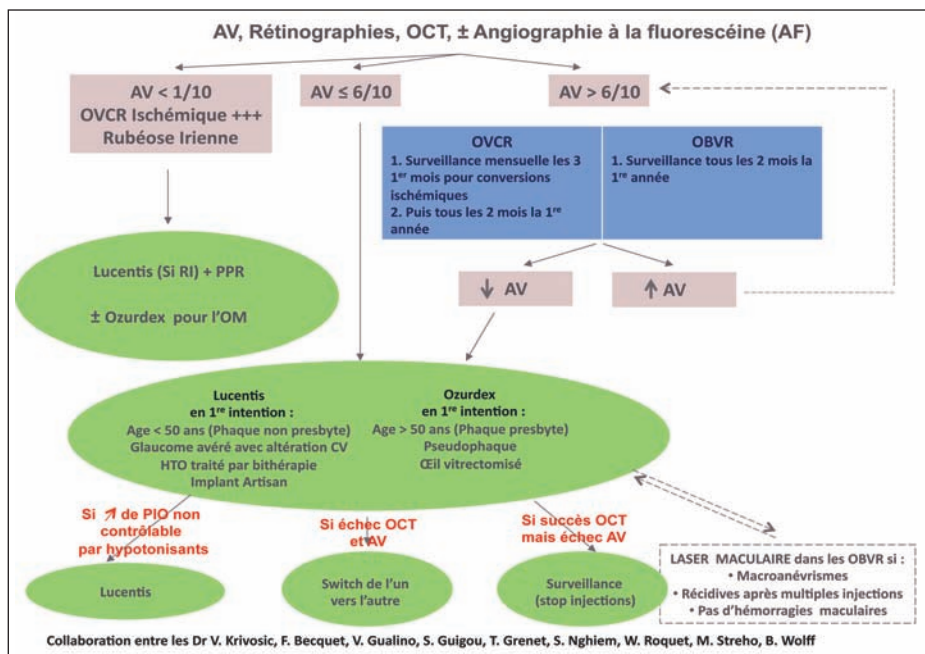 AV, Rétinographies, OCT, ± Angiographie à la fluorescéine (AF)
AV < 1/10
OVCR Ischémique +++
Rubéose Irienne
AV ≤ 6/10
AV > 6/10
OVCR
1. Surveillance mensuelle les 3
1er mois pour conversions
ischémiques
2. Puis tous les 2 mois la 1re
année
OBVR
1. Surveillance tous les 2 mois la
1re année
Lucentis (Si RI) + PPR
± Ozurdex pour l’OM
↓ AV
↑ AV
Lucentis
en 1re intention :
Age < 50 ans (Phaque non presbyte)
Glaucome avéré avec altération CV
HTO traité par bithérapie
Implant Artisan
Ozurdex
en 1re intention :
Age > 50 ans (Phaque presbyte)
Pseudophaque
Œil vitrectomisé
Si ↗ de PIO non
contrôlable
par hypotonisants
Si échec OCT
et AV
Si succès OCT
mais échec AV
Lucentis
Switch de l’un
vers l’autre
Surveillance
(stop injections)
LASER MACULAIRE dans les OBVR si :
• Macroanévrismes
• Récidives après multiples injections
• Pas d’hémorragies maculaires
Collaboration entre les Dr V. Krivosic, F. Becquet, V. Gualino, S. Guigou, T. Grenet, S. Nghiem, W. Roquet, M. Streho, B. Wolff